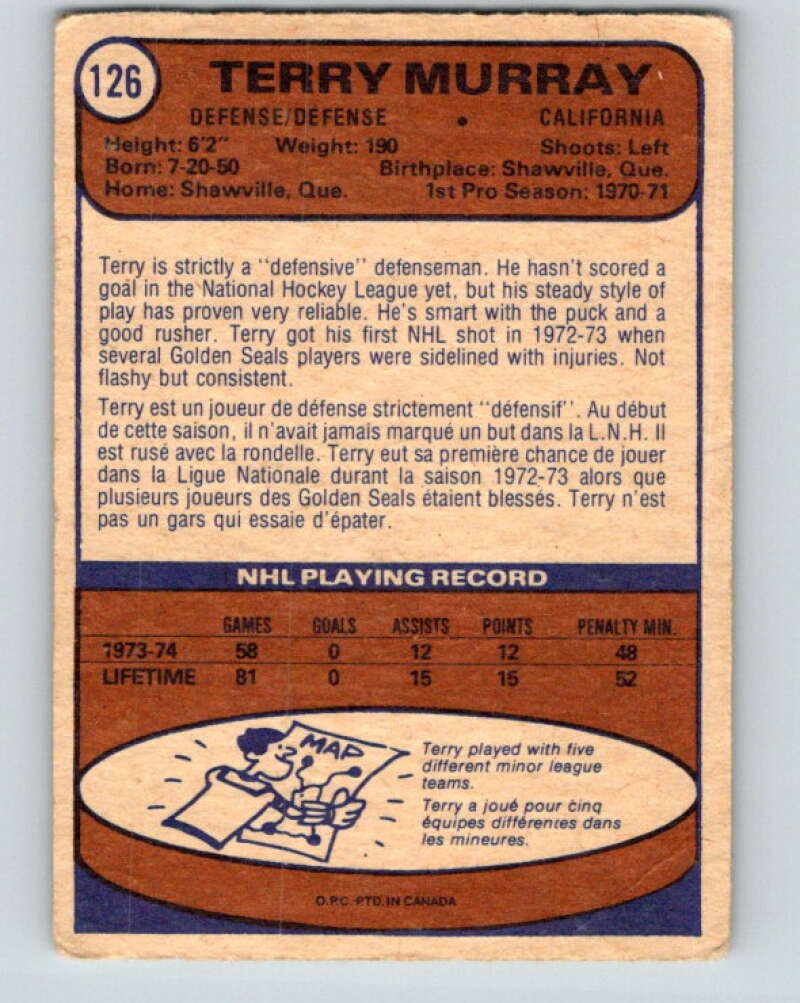 126
TERRY MURRAY
DEFENSE/DEFENSE • CALIFORNIA
Height: 6'2" Weight: 190 Shoots: Left
Born: 7-20-50 Birthplace: Shawville, Que.
Home: Shawville, Que. 1st Pro Season: 1970-71
Terry is strictly a "defensive" defenseman. He hasn't scored a
goal in the National Hockey League yet, but his steady style of
play has proven very reliable. He's smart with the puck and a
good rusher. Terry got his first NHL shot in 1972-73 when
several Golden Seals players were sidelined with injuries. Not
flashy but consistent.
Terry est un joueur de défense strictement "défensif". Au début
de cette saison, il n'avait jamais marqué un but dans la L.N.H. Il
est rusé avec la rondelle. Terry eut sa première chance de jouer
dans la Ligue Nationale durant la saison 1972-73 alors que
plusieurs joueurs des Golden Seals étaient blessés. Terry n'est
pas un gars qui essaie d'épater.
NHL PLAYING RECORD
GAMES GOALS ASSISTS POINTS PENALTY MIN.
1973-74 58 0 12 12 48
LIFETIME 81 0 15 15 52
MAP
Terry played with five
different minor league
teams.
Terry a joué pour cinq
équipes différentes dans
les mineures.
O.P.C. PTD. IN CANADA